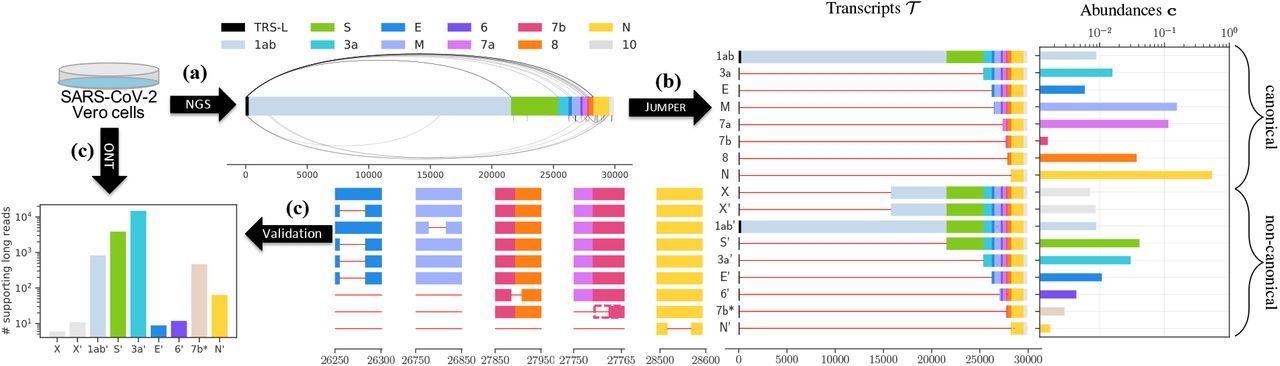 TRS-L S E 6 7b N
1ab 3a M 7a 8 10
SARS-CoV-2
Vero cells
(a)
NGS
0 5000 10000 15000 20000 25000 30000
(b)
JUMPER
(c)
ONT
(c)
Validation
# supporting long reads
10⁴
10³
10²
10¹
X X' 1ab' S' 3a' E' 6' 7b* N'
26250 26300 26750 26850 27850 27950 27750 27765 28500 28600
Transcripts 𝒯
1ab
3a
E
M
7a
7b
8
N
X
X'
1ab'
S'
3a'
E'
6'
7b*
N'
0 5000 10000 15000 20000 25000 30000
Abundances c
10⁻² 10⁻¹ 10⁰
canonical
non-canonical